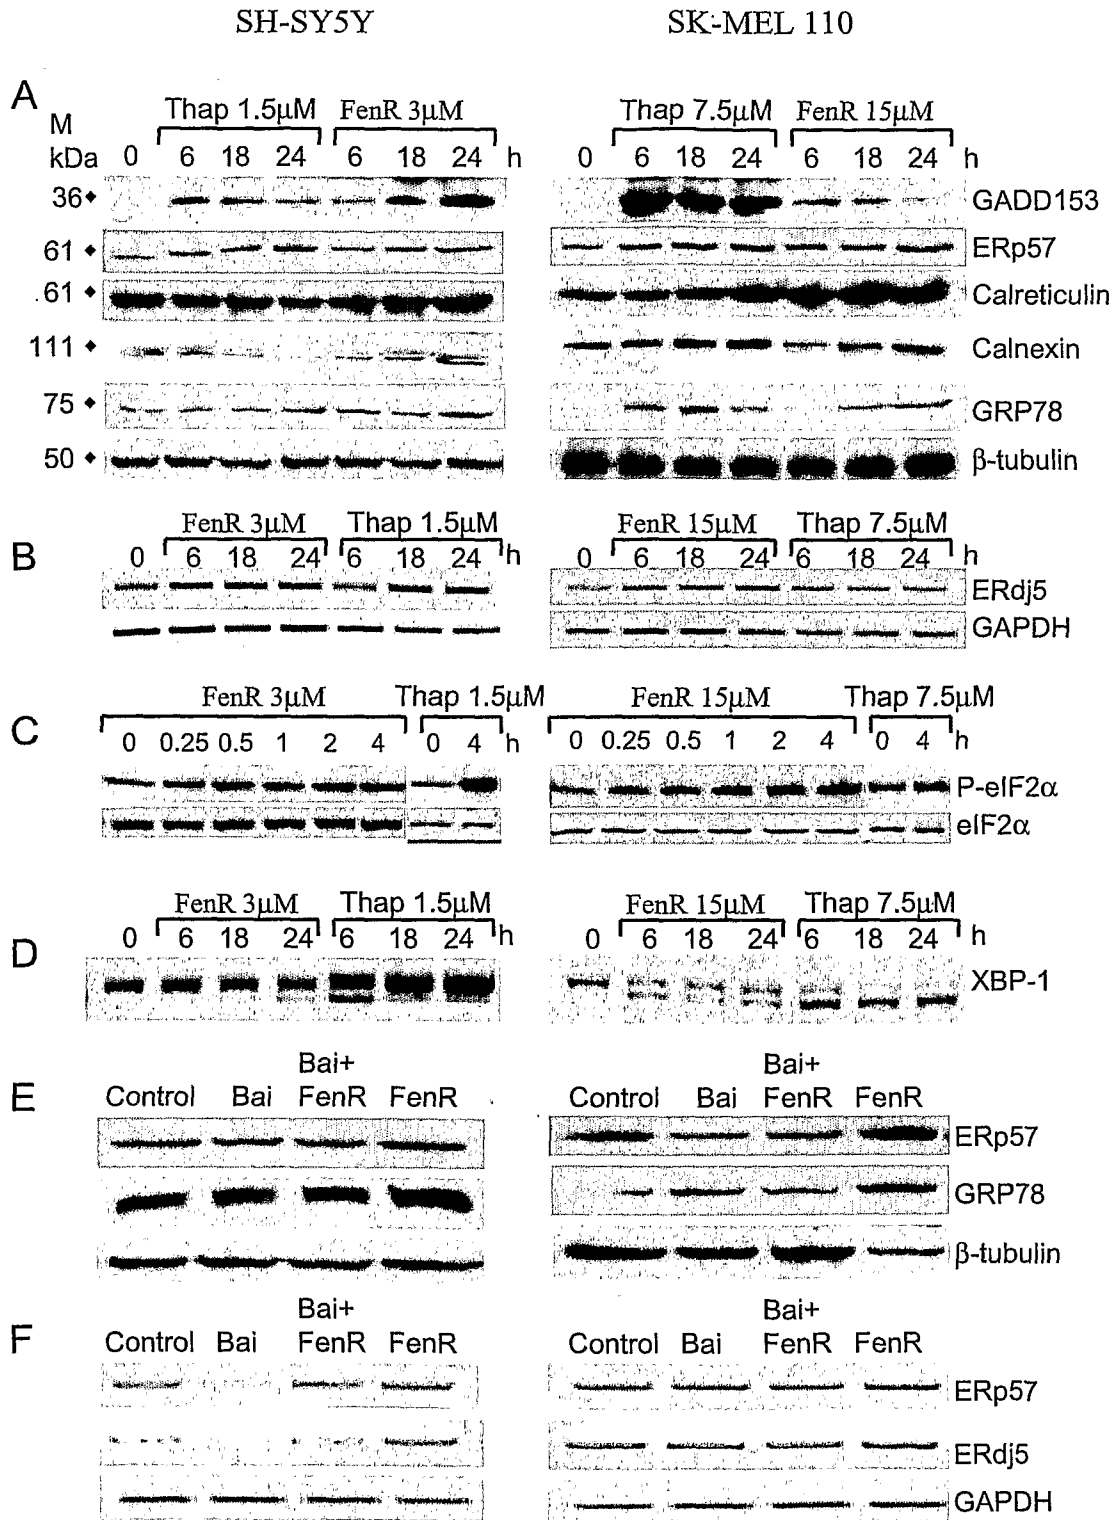 SH-SY5Y SK-MEL 110
A
M
kDa
Thap 1.5μM FenR 3μM Thap 7.5μM FenR 15μM
0 6 18 24 6 18 24 h 0 6 18 24 6 18 24 h
36 GADD153
61 ERp57
61 Calreticulin
111 Calnexin
75 GRP78
50 β-tubulin
B
FenR 3μM Thap 1.5μM FenR 15μM Thap 7.5μM
0 6 18 24 6 18 24 h 0 6 18 24 6 18 24 h
ERdj5
GAPDH
C
FenR 3μM Thap 1.5μM FenR 15μM Thap 7.5μM
0 0.25 0.5 1 2 4 0 4 h 0 0.25 0.5 1 2 4 0 4 h
P-eIF2α
eIF2α
D
FenR 3μM Thap 1.5μM FenR 15μM Thap 7.5μM
0 6 18 24 6 18 24 h 0 6 18 24 6 18 24 h
XBP-1
E
Bai+ Bai+
Control Bai FenR FenR Control Bai FenR FenR
ERp57
GRP78
β-tubulin
F
Bai+ Bai+
Control Bai FenR FenR Control Bai FenR FenR
ERp57
ERdj5
GAPDH